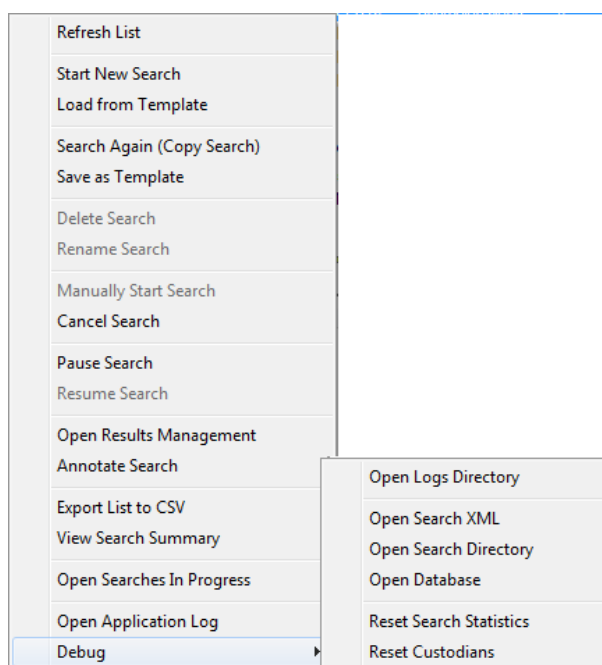 Refresh List
Start New Search
Load from Template
Search Again (Copy Search)
Save as Template
Delete Search
Rename Search
Manually Start Search
Cancel Search
Pause Search
Resume Search
Open Results Management
Annotate Search
Export List to CSV
View Search Summary
Open Searches In Progress
Open Application Log
Debug
Open Logs Directory
Open Search XML
Open Search Directory
Open Database
Reset Search Statistics
Reset Custodians